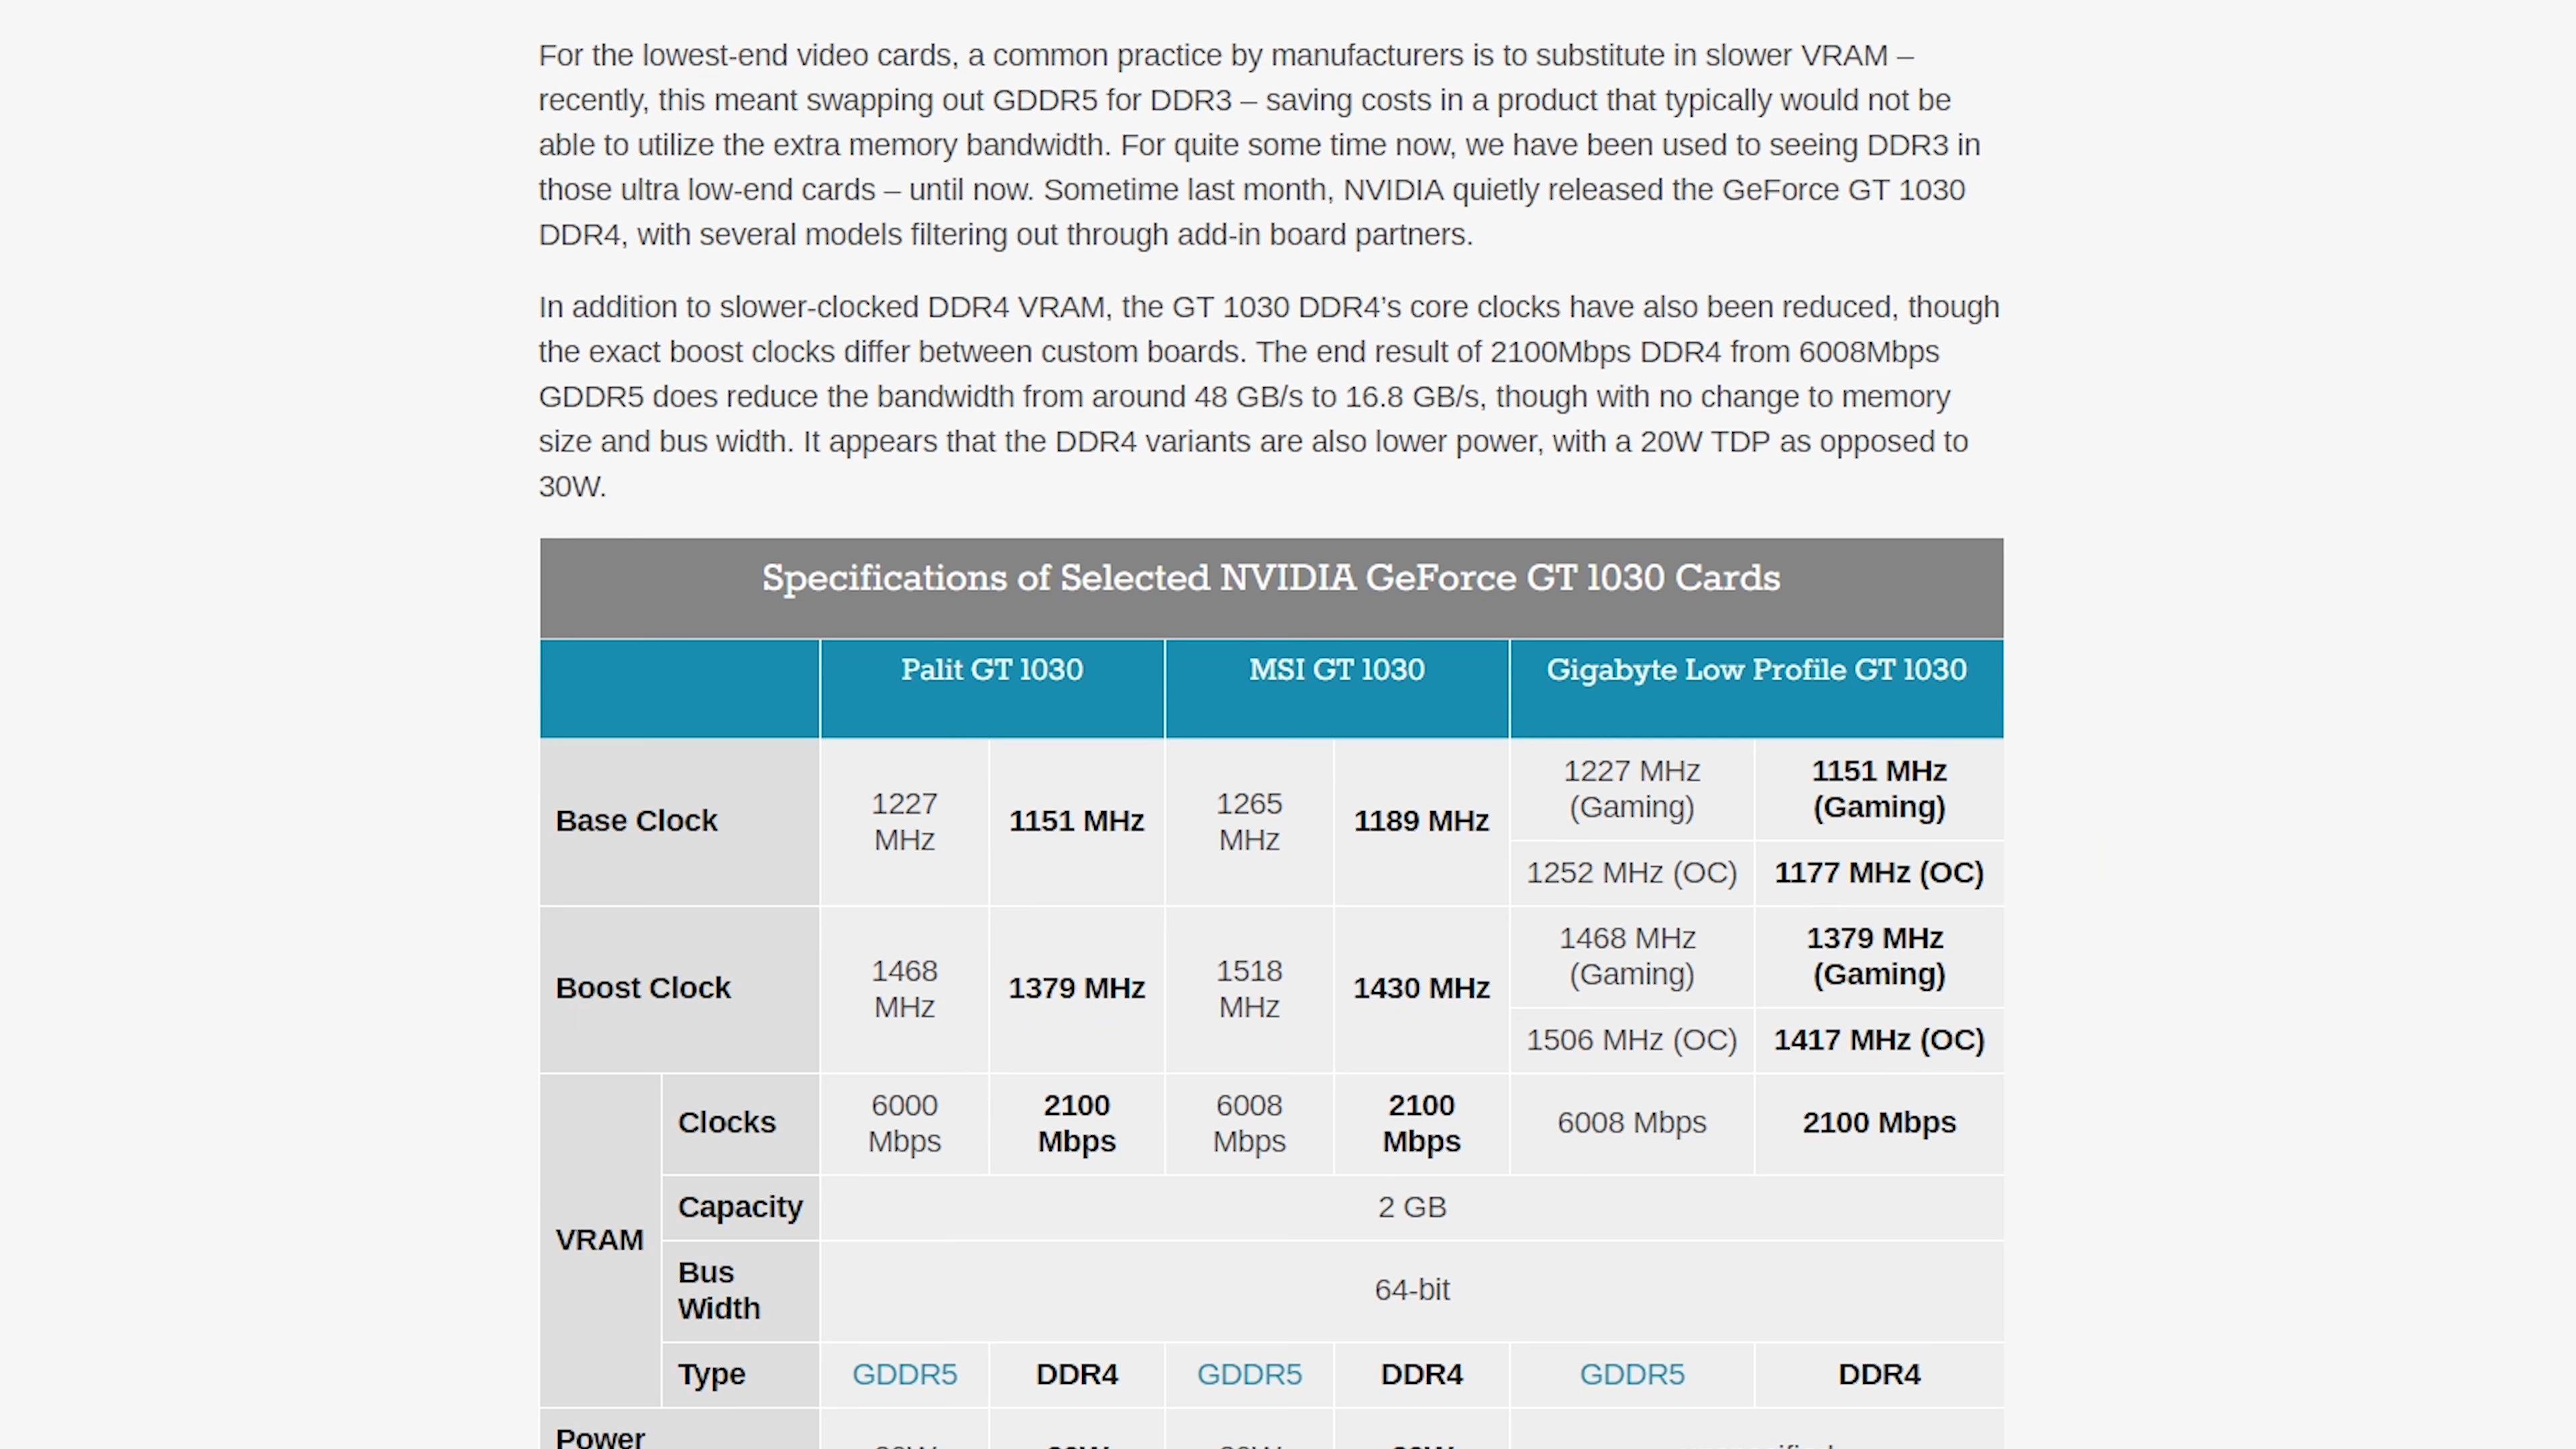 For the lowest-end video cards, a common practice by manufacturers is to substitute in slower VRAM –
recently, this meant swapping out GDDR5 for DDR3 – saving costs in a product that typically would not be
able to utilize the extra memory bandwidth. For quite some time now, we have been used to seeing DDR3 in
those ultra low-end cards – until now. Sometime last month, NVIDIA quietly released the GeForce GT 1030
DDR4, with several models filtering out through add-in board partners.
In addition to slower-clocked DDR4 VRAM, the GT 1030 DDR4’s core clocks have also been reduced, though
the exact boost clocks differ between custom boards. The end result of 2100Mbps DDR4 from 6008Mbps
GDDR5 does reduce the bandwidth from around 48 GB/s to 16.8 GB/s, though with no change to memory
size and bus width. It appears that the DDR4 variants are also lower power, with a 20W TDP as opposed to
30W.
Specifications of Selected NVIDIA GeForce GT 1030 Cards
Palit GT 1030 MSI GT 1030 Gigabyte Low Profile GT 1030
Base Clock
1227
MHz
1151 MHz
1265
MHz
1189 MHz
1227 MHz
(Gaming)
1151 MHz
(Gaming)
1252 MHz (OC) 1177 MHz (OC)
Boost Clock
1468
MHz
1379 MHz
1518
MHz
1430 MHz
1468 MHz
(Gaming)
1379 MHz
(Gaming)
1506 MHz (OC) 1417 MHz (OC)
VRAM
Clocks
6000
Mbps
2100
Mbps
6008
Mbps
2100
Mbps
6008 Mbps
2100 Mbps
Capacity
2 GB
Bus
Width
64-bit
Type GDDR5 DDR4 GDDR5 DDR4 GDDR5 DDR4
Power